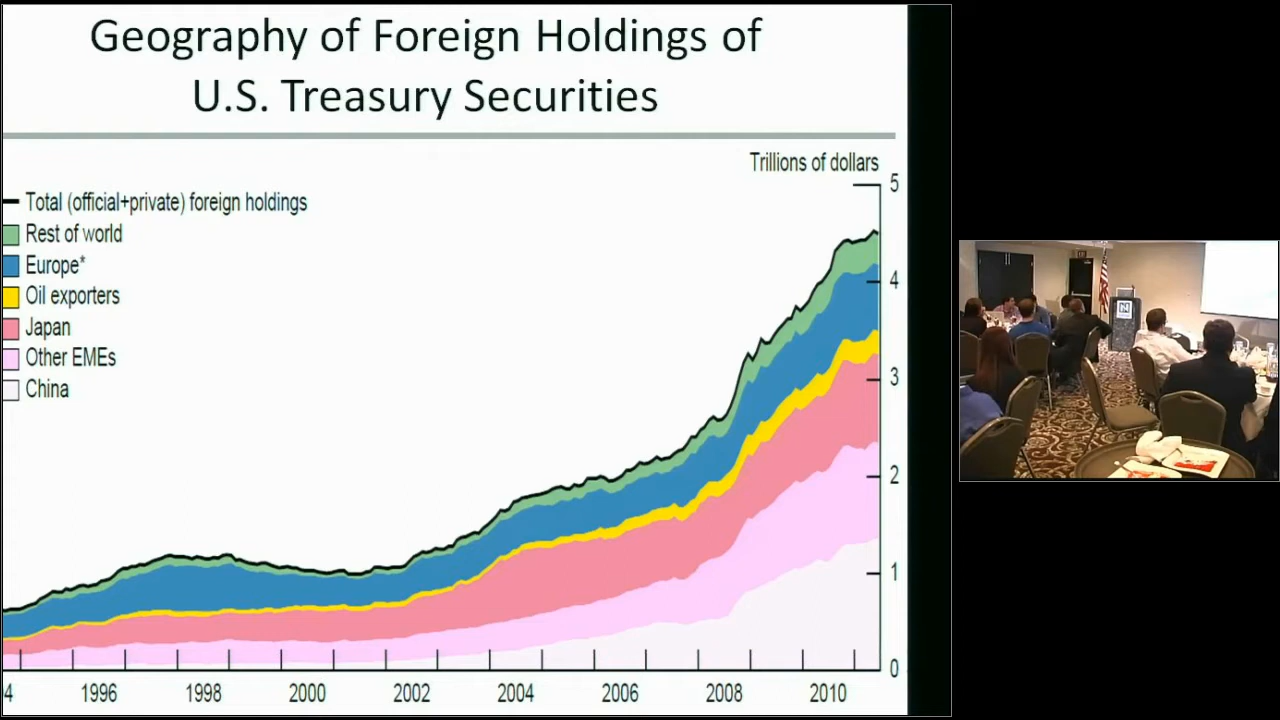 Geography of Foreign Holdings of
U.S. Treasury Securities
Trillions of dollars
Total (official+private) foreign holdings
Rest of world
Europe*
Oil exporters
Japan
Other EMEs
China
5
4
3
2
1
0
4
1996
1998
2000
2002
2004
2006
2008
2010
N